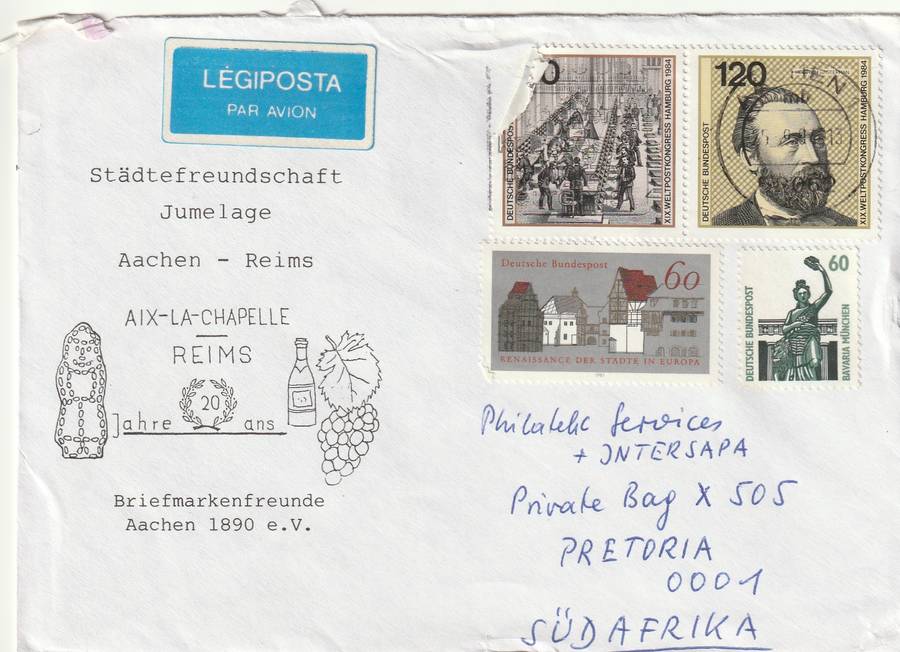 LÉGIPOSTA
PAR AVION
Städtefreundschaft
Jumelage
Aachen - Reims
AIX-LA-CHAPELLE
REIMS
Jahre 20 ans
Briefmarkenfreunde
Aachen 1890 e.V.
0
DEUTSCHE BUNDESPOST
XIX.WELTPOSTKONGRESS HAMBURG 1984
120
DEUTSCHE BUNDESPOST
XIX.WELTPOSTKONGRESS HAMBURG 1984
Deutsche Bundespost
60
RENAISSANCE DER STÄDTE IN EUROPA
60
DEUTSCHE BUNDESPOST
BAVARIA MÜNCHEN
Philatelic Services
+ INTERSAPA
Private Bag X 505
PRETORIA
0001
SÜDAFRIKA